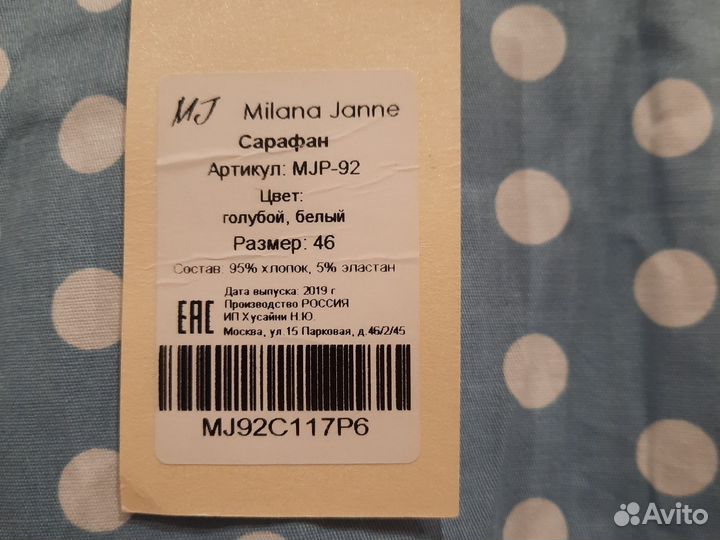 MJ Milana Janne
Сарафан
Артикул: MJP-92
Цвет:
голубой, белый
Размер: 46
Состав: 95% хлопок, 5% эластан
Дата выпуска: 2019 г
Производство РОССИЯ
ИП Хусайни Н.Ю.
Москва, ул.15 Парковая, д.46/2/45
EAC
MJ92C117P6
Avito